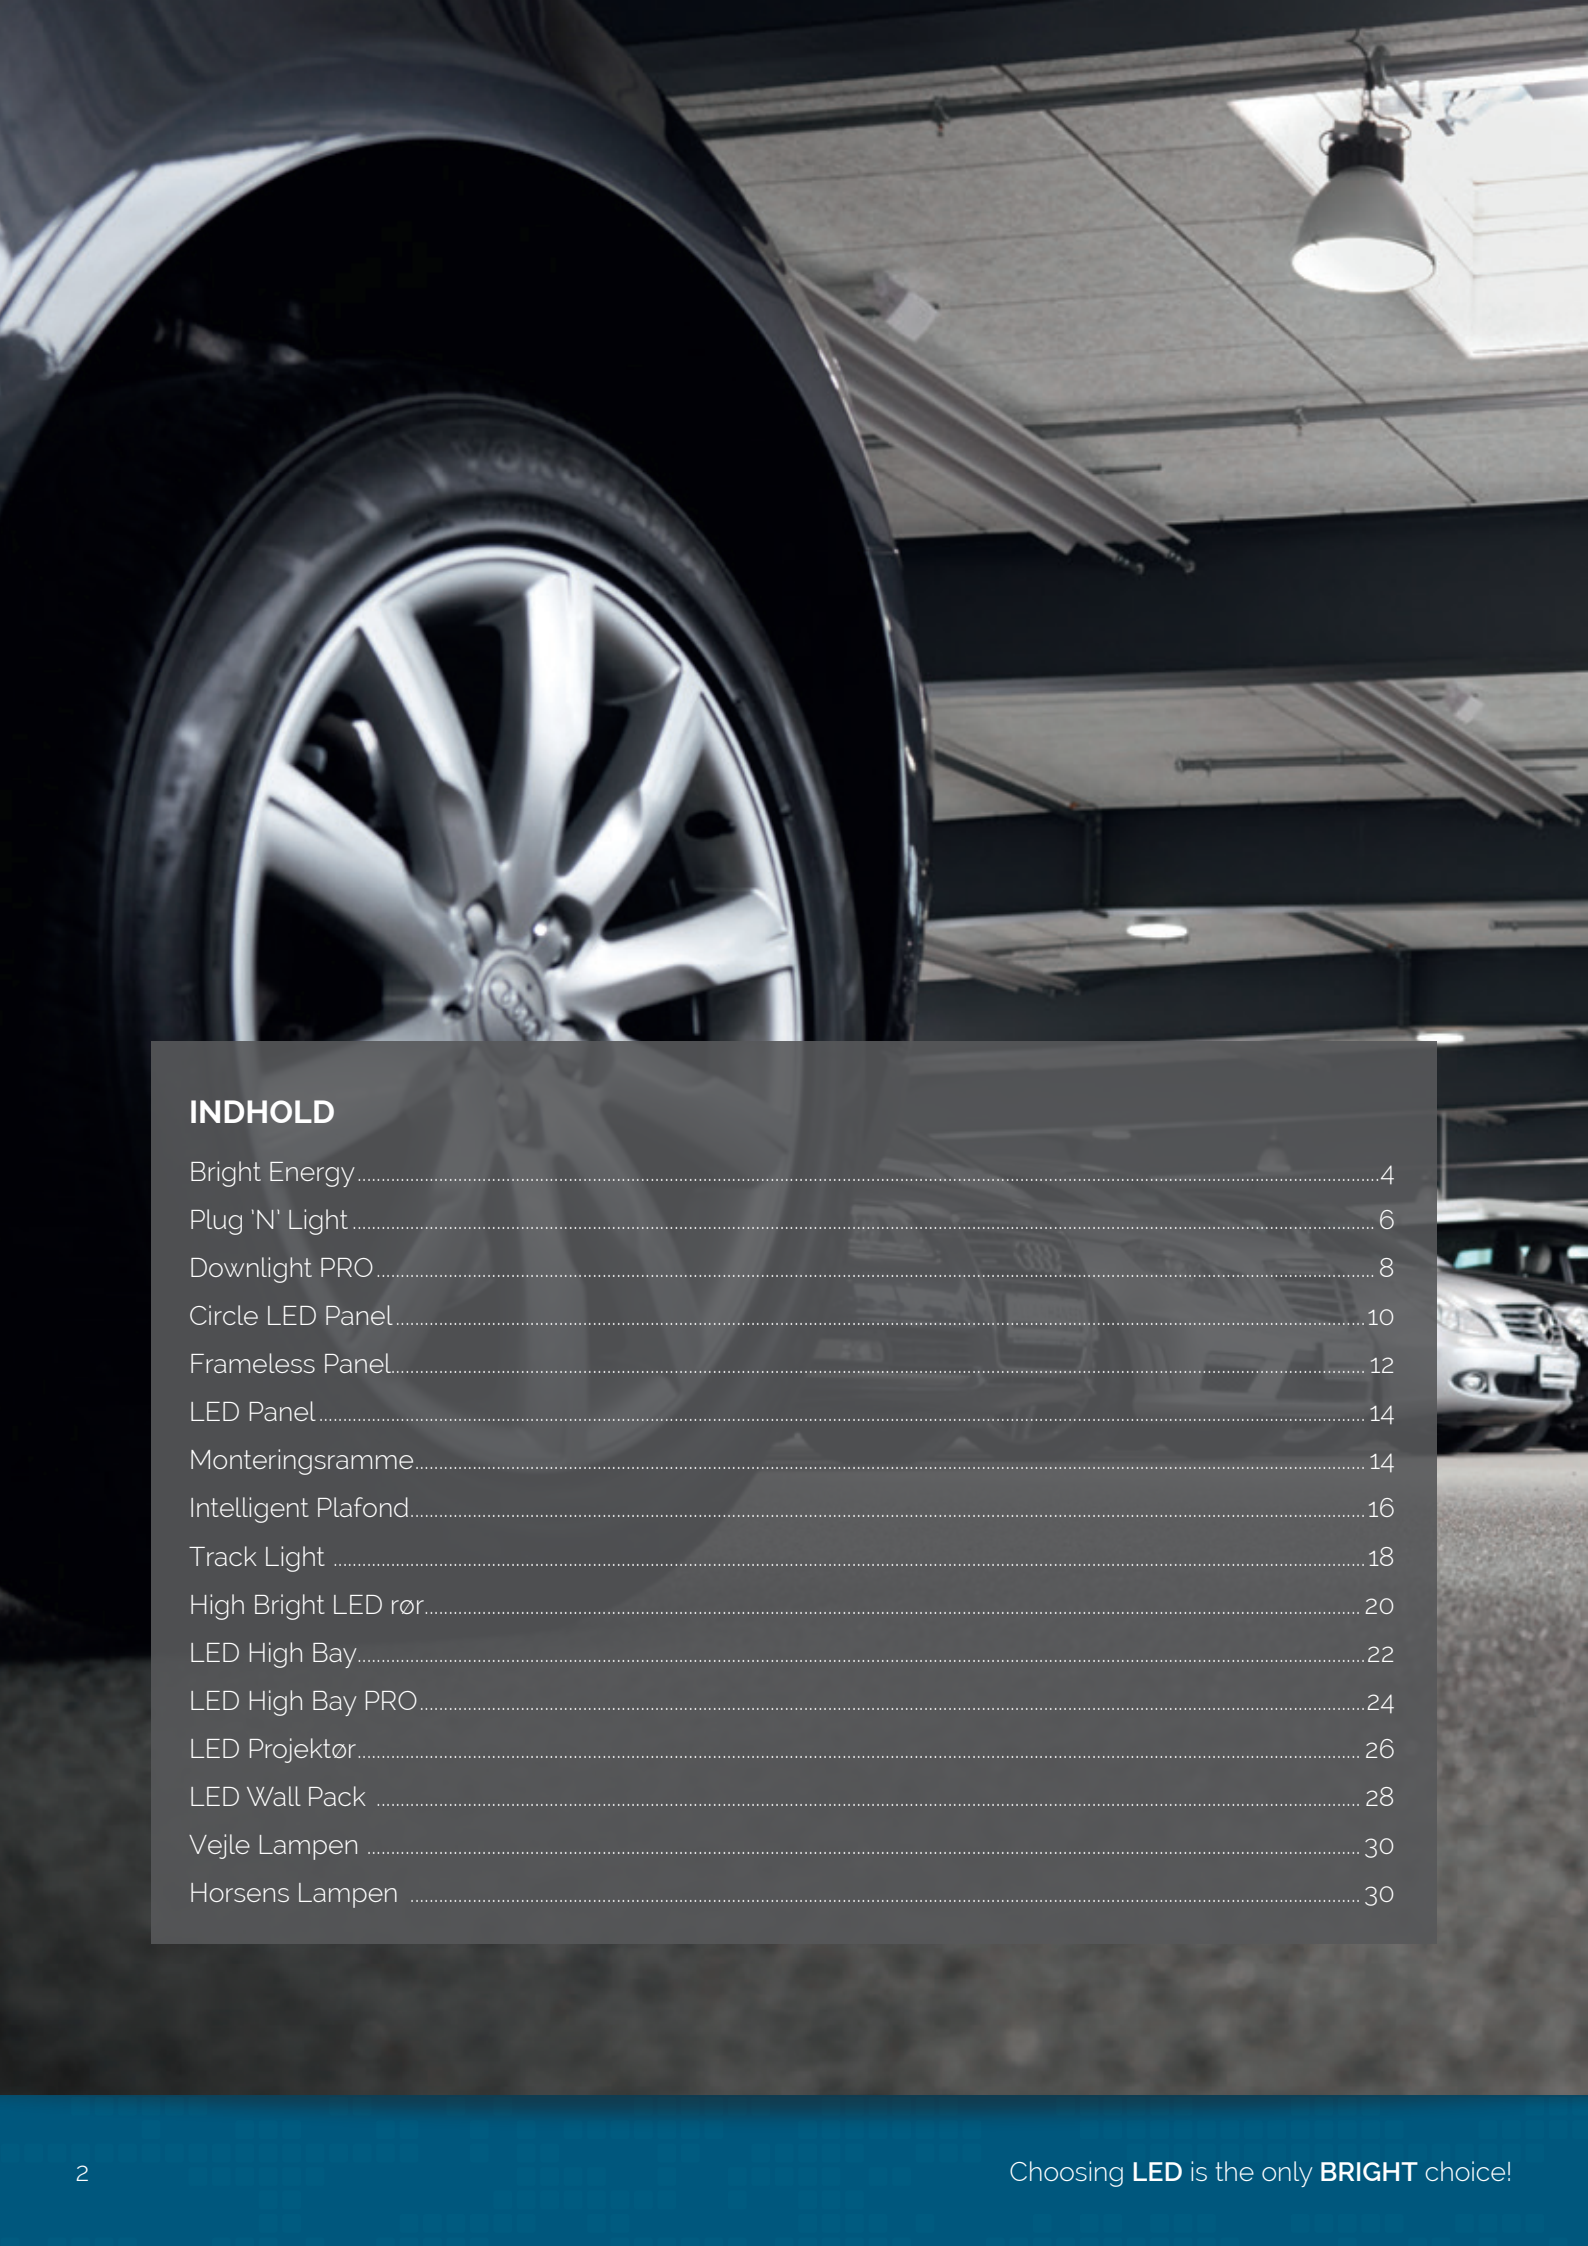 YOKOHAMA
INDHOLD
Bright Energy 4
Plug 'N' Light 6
Downlight PRO 8
Circle LED Panel 10
Frameless Panel 12
LED Panel 14
Monteringsramme 14
Intelligent Plafond 16
Track Light 18
High Bright LED rør 20
LED High Bay 22
LED High Bay PRO 24
LED Projektør 26
LED Wall Pack 28
Vejle Lampen 30
Horsens Lampen 30
2
Choosing LED is the only BRIGHT choice!